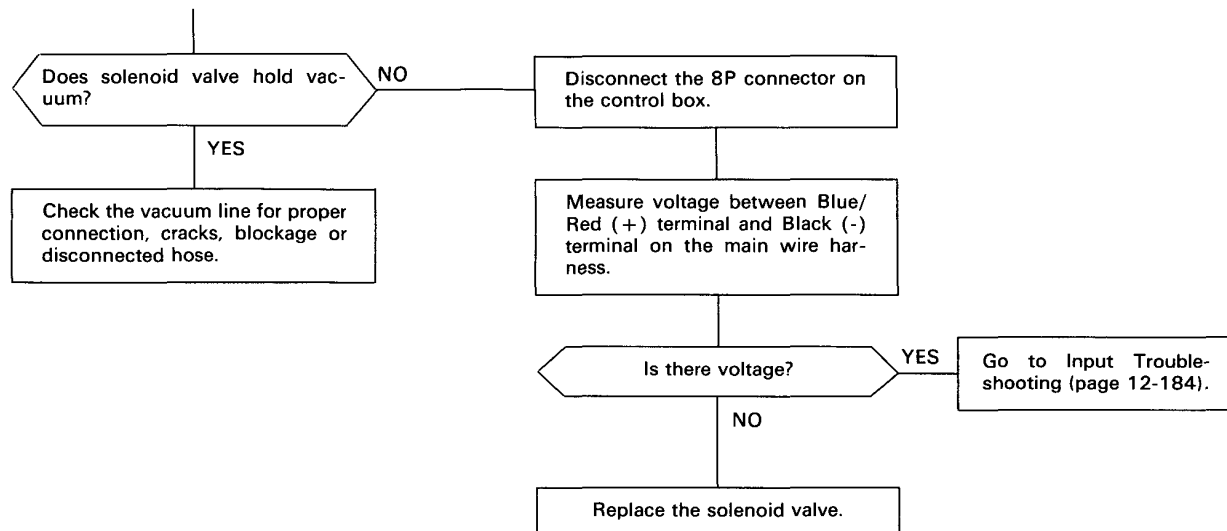 Does solenoid valve hold vac-
uum?
NO
YES
Check the vacuum line for proper
connection, cracks, blockage or
disconnected hose.
Disconnect the 8P connector on
the control box.
Measure voltage between Blue/
Red (+) terminal and Black (-)
terminal on the main wire har-
ness.
Is there voltage?
YES
Go to Input Trouble-
shooting (page 12-184).
NO
Replace the solenoid valve.